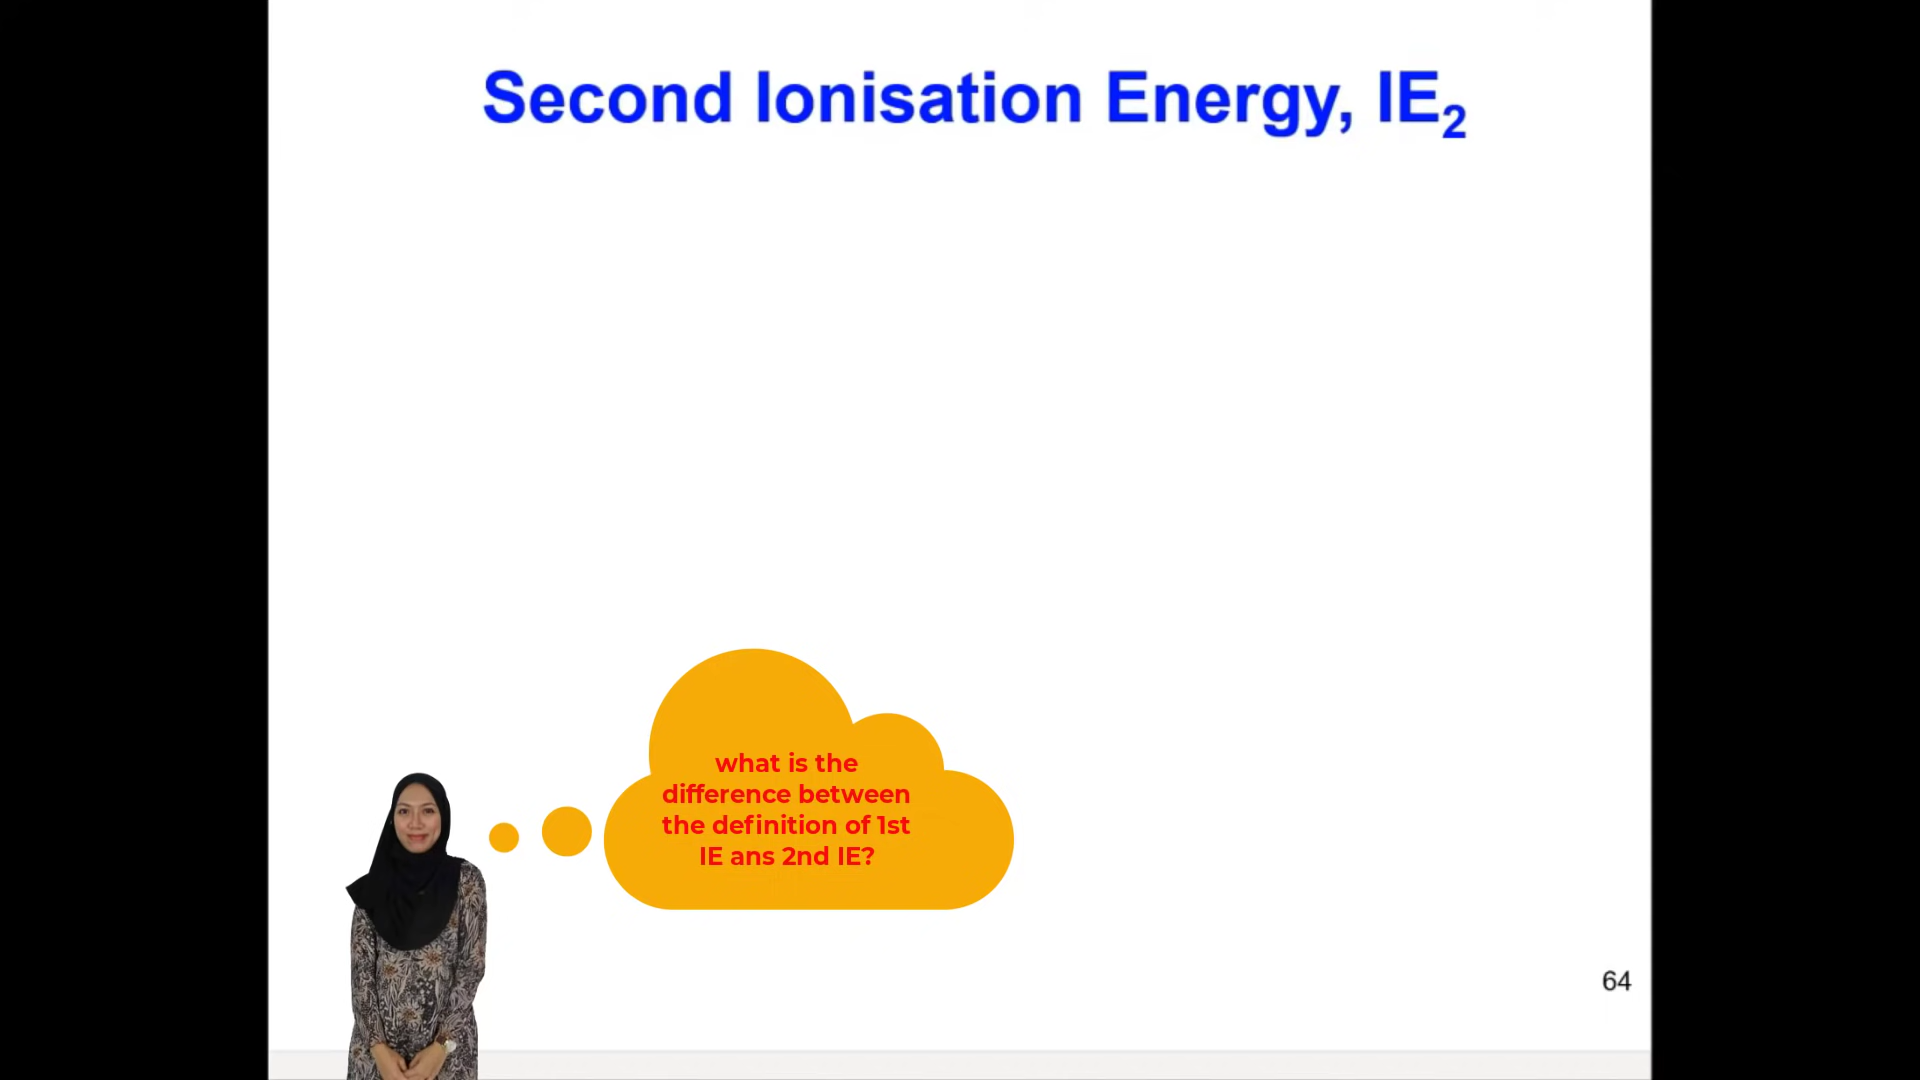 Second Ionisation Energy, IE₂
what is the
difference between
the definition of 1st
IE ans 2nd IE?
64